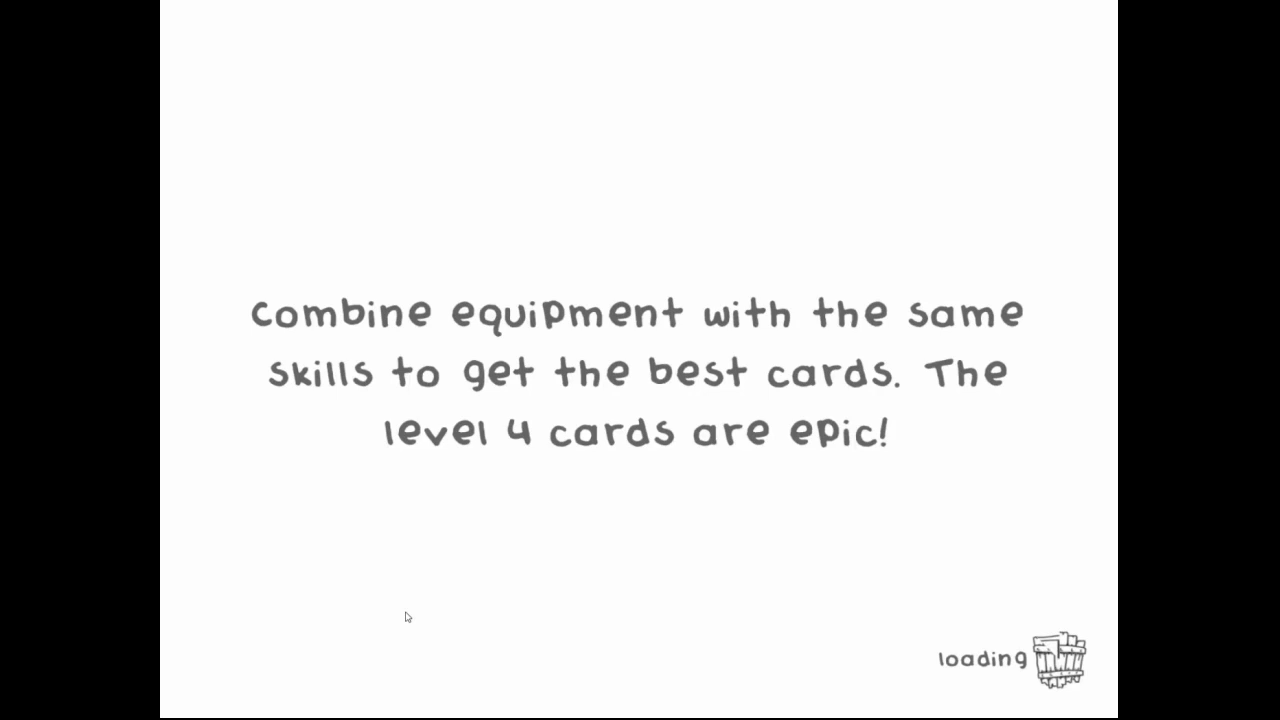 combine equipment with the same
skills to get the best cards. The
level 4 cards are epic!
loading